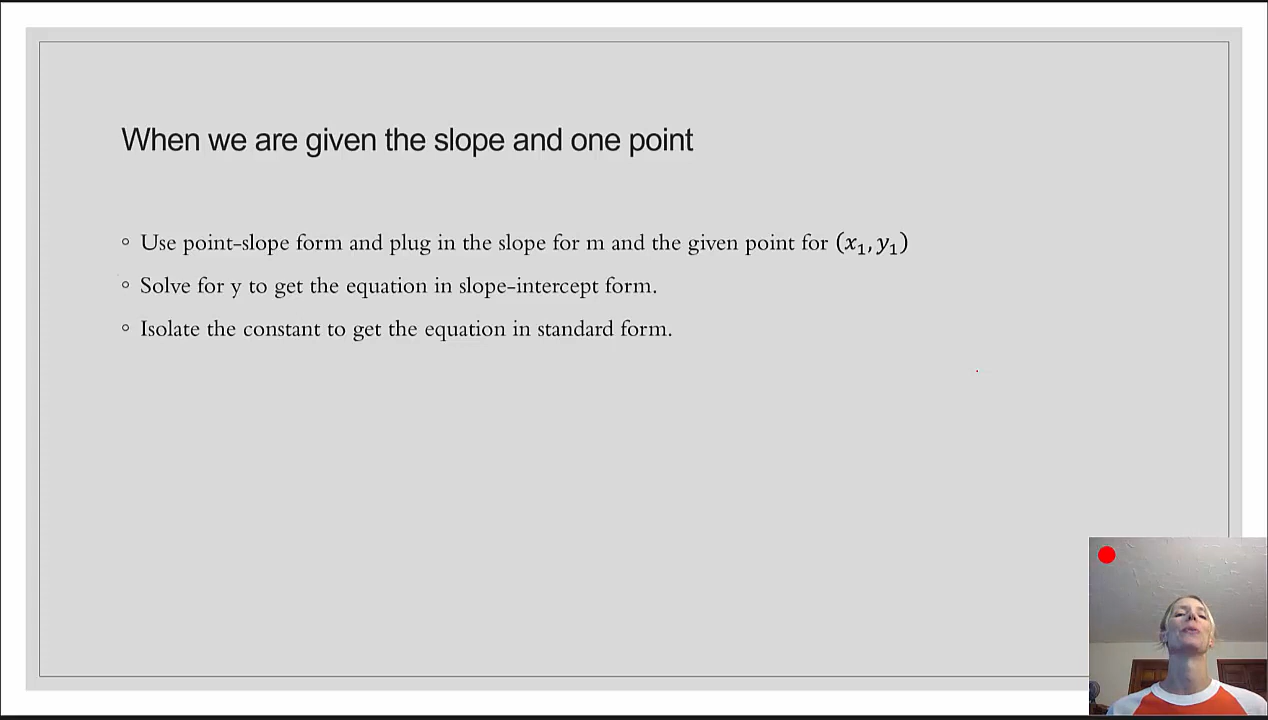 When we are given the slope and one point
◦ Use point-slope form and plug in the slope for m and the given point for (x₁, y₁)
◦ Solve for y to get the equation in slope-intercept form.
◦ Isolate the constant to get the equation in standard form.